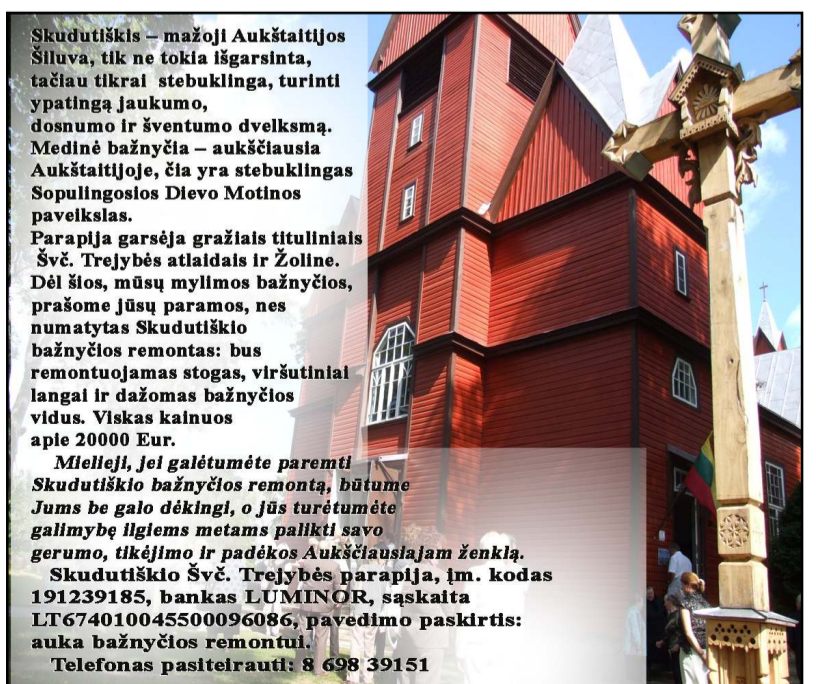 Skudutiškis – mažoji Aukštaitijos
Šiluva, tik ne tokia išgarsinta,
tačiau tikrai stebuklinga, turinti
ypatingą jaukumo,
dosnumo ir šventumo dvelksmą.
Medinė bažnyčia – aukščiausia
Aukštaitijoje, čia yra stebuklingas
Sopulingosios Dievo Motinos
paveikslas.
Parapija garsėja gražiais tituliniais
Švč. Trejybės atlaidais ir Žoline.
Dėl šios, mūsų mylimos bažnyčios,
prašome jūsų paramos, nes
numatytas Skudutiškio
bažnyčios remontas: bus
remontuojamas stogas, viršutiniai
langai ir dažomas bažnyčios
vidus. Viskas kainuos
apie 20000 Eur.
Mielieji, jei galėtumėte paremti
Skudutiškio bažnyčios remontą, būtume
Jums be galo dėkingi, o jūs turėtumėte
galimybę ilgiems metams palikti savo
gerumo, tikėjimo ir padėkos Aukščiausiajam ženklą.
Skudutiškio Švč. Trejybės parapija, įm. kodas
191239185, bankas LUMINOR, sąskaita
LT674010045500096086, pavedimo paskirtis:
auka bažnyčios remontui.
Telefonas pasiteirauti: 8 698 39151